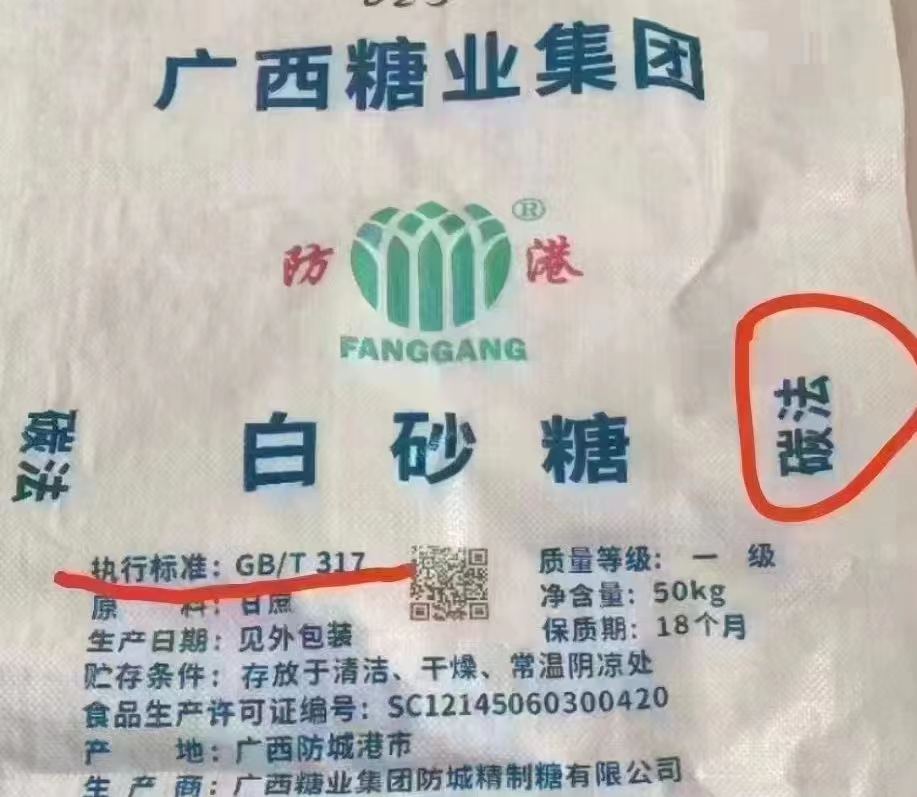 广西糖业集团
防 港
®
FANGGANG
碳法
白砂糖
碳法
执行标准：GB/T 317
质量等级： 一 级
原 料：甘蔗
净含量：50kg
生产日期：见外包装
保质期：18个月
贮存条件：存放于清洁、干燥、常温阴凉处
食品生产许可证编号：SC12145060300420
产 地：广西防城港市
生 产 商：广西糖业集团防城精制糖有限公司